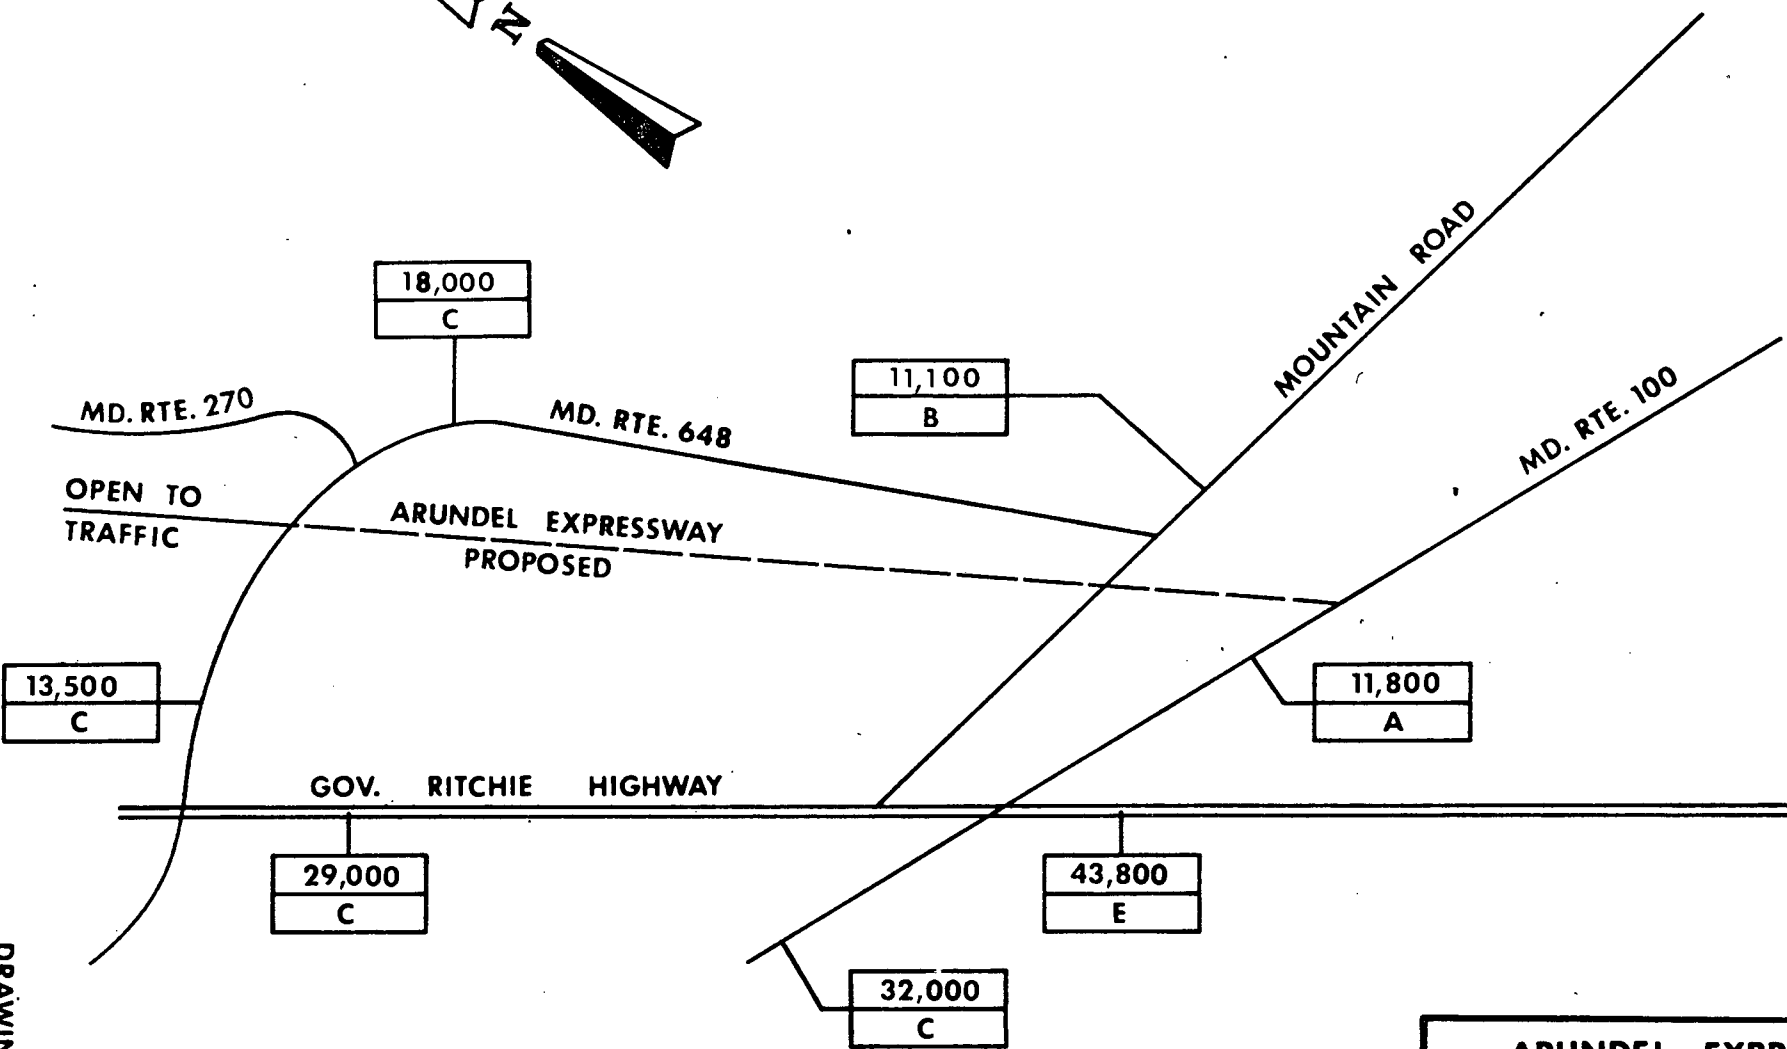 N
18,000
C
11,100
B
MOUNTAIN ROAD
MD. RTE. 100
MD. RTE. 270
MD. RTE. 648
OPEN TO
TRAFFIC
ARUNDEL EXPRESSWAY
PROPOSED
13,500
C
11,800
A
GOV. RITCHIE HIGHWAY
29,000
C
43,800
E
32,000
C